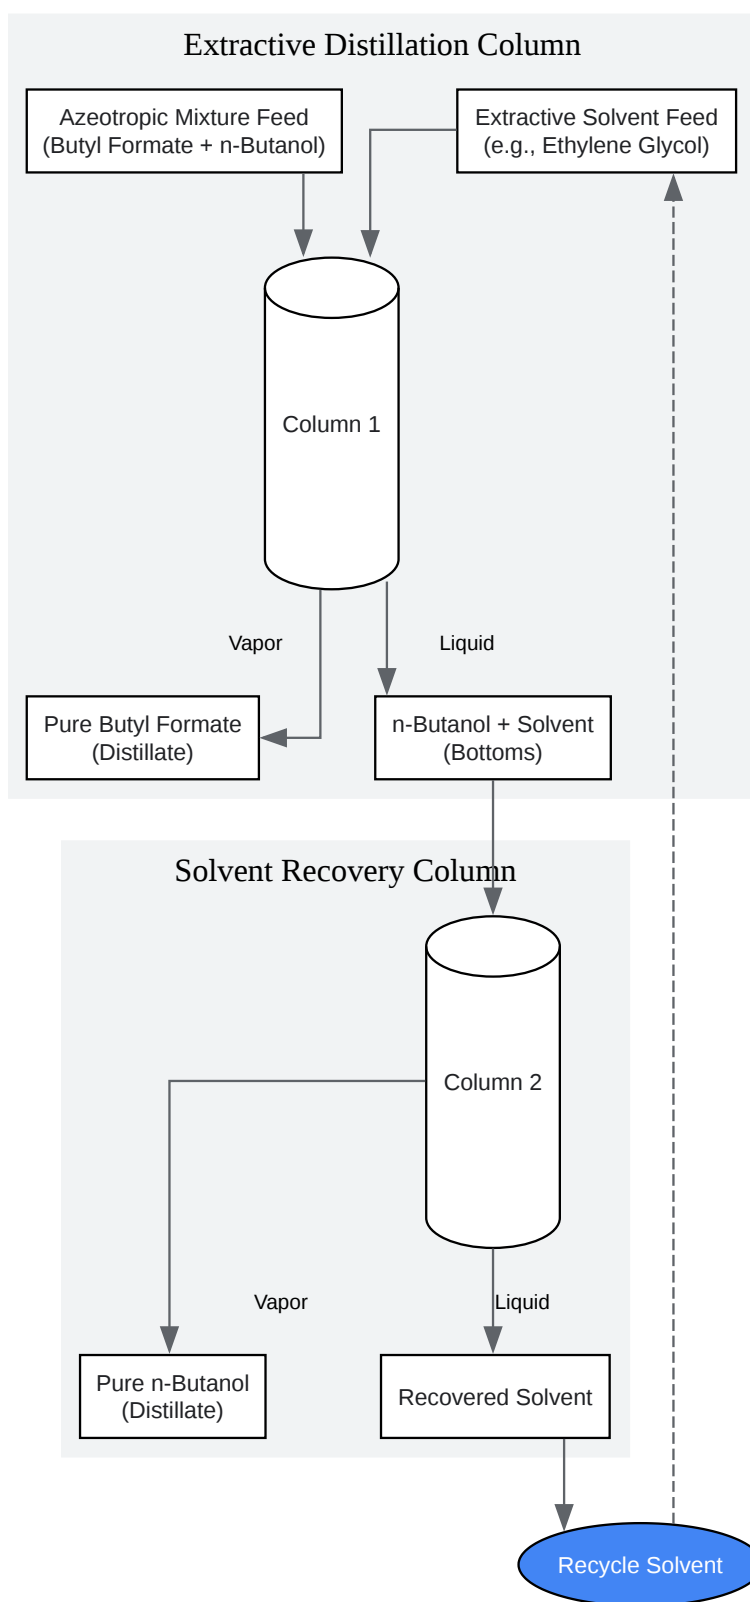 Extractive Distillation Column
Azeotropic Mixture Feed
(Butyl Formate + n-Butanol)
Extractive Solvent Feed
(e.g., Ethylene Glycol)
Column 1
Vapor
Liquid
Pure Butyl Formate
(Distillate)
n-Butanol + Solvent
(Bottoms)
Solvent Recovery Column
Column 2
Vapor
Liquid
Pure n-Butanol
(Distillate)
Recovered Solvent
Recycle Solvent